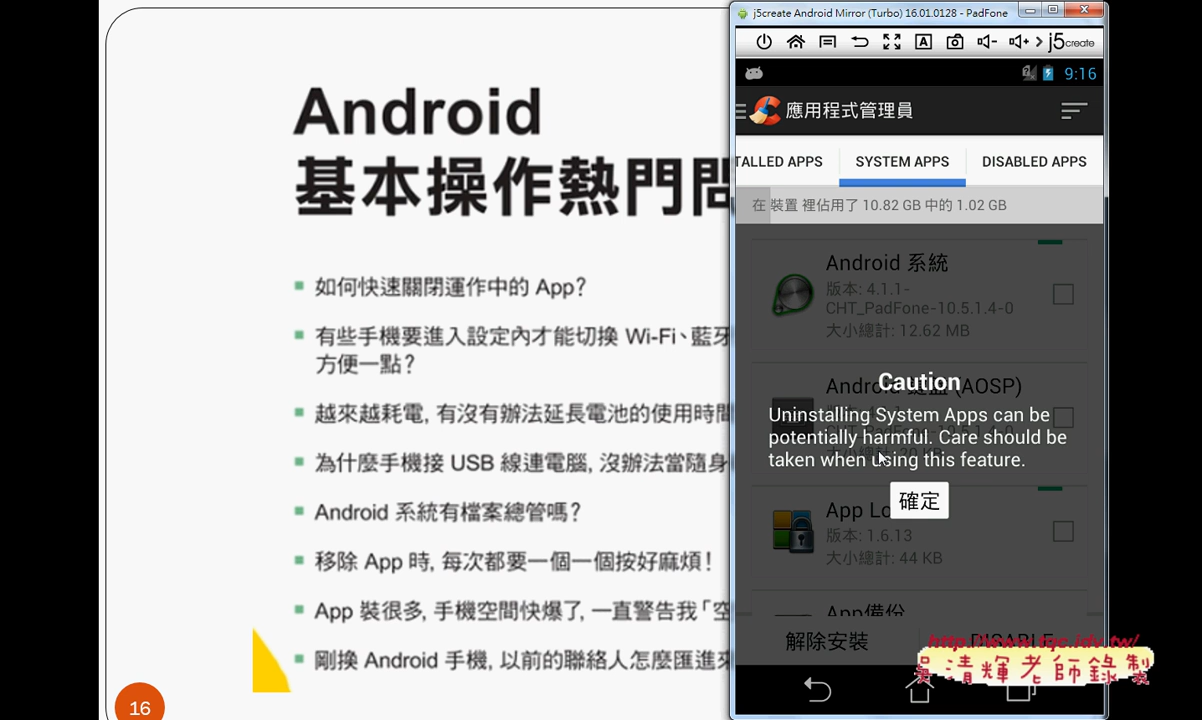 Android
基本操作熱門問
如何快速關閉運作中的 App?
有些手機要進入設定內才能切換 Wi-Fi、藍牙
方便一點?
越來越耗電, 有沒有辦法延長電池的使用時間
為什麼手機接 USB 線連電腦, 沒辦法當隨身
Android 系統有檔案總管嗎?
移除 App 時, 每次都要一個一個按好麻煩!
App 裝很多, 手機空間快爆了, 一直警告我「空
剛換 Android 手機, 以前的聯絡人怎麼匯進來
16
j5create Android Mirror (Turbo) 16.01.0128 - PadFone
j5create
9:16
應用程式管理員
TALLED APPS
SYSTEM APPS
DISABLED APPS
在 裝置 裡佔用了 10.82 GB 中的 1.02 GB
Android 系統
版本: 4.1.1-
CHT_PadFone-10.5.1.4-0
大小總計: 12.62 MB
Android 鍵盤 (AOSP)
Caution
Uninstalling System Apps can be
potentially harmful. Care should be
taken when using this feature.
確定
App Lo
版本: 1.6.13
大小總計: 44 KB
App備份
解除安裝
DISABLE
http://www.tqc.idv.tw/
吳清輝老師錄製